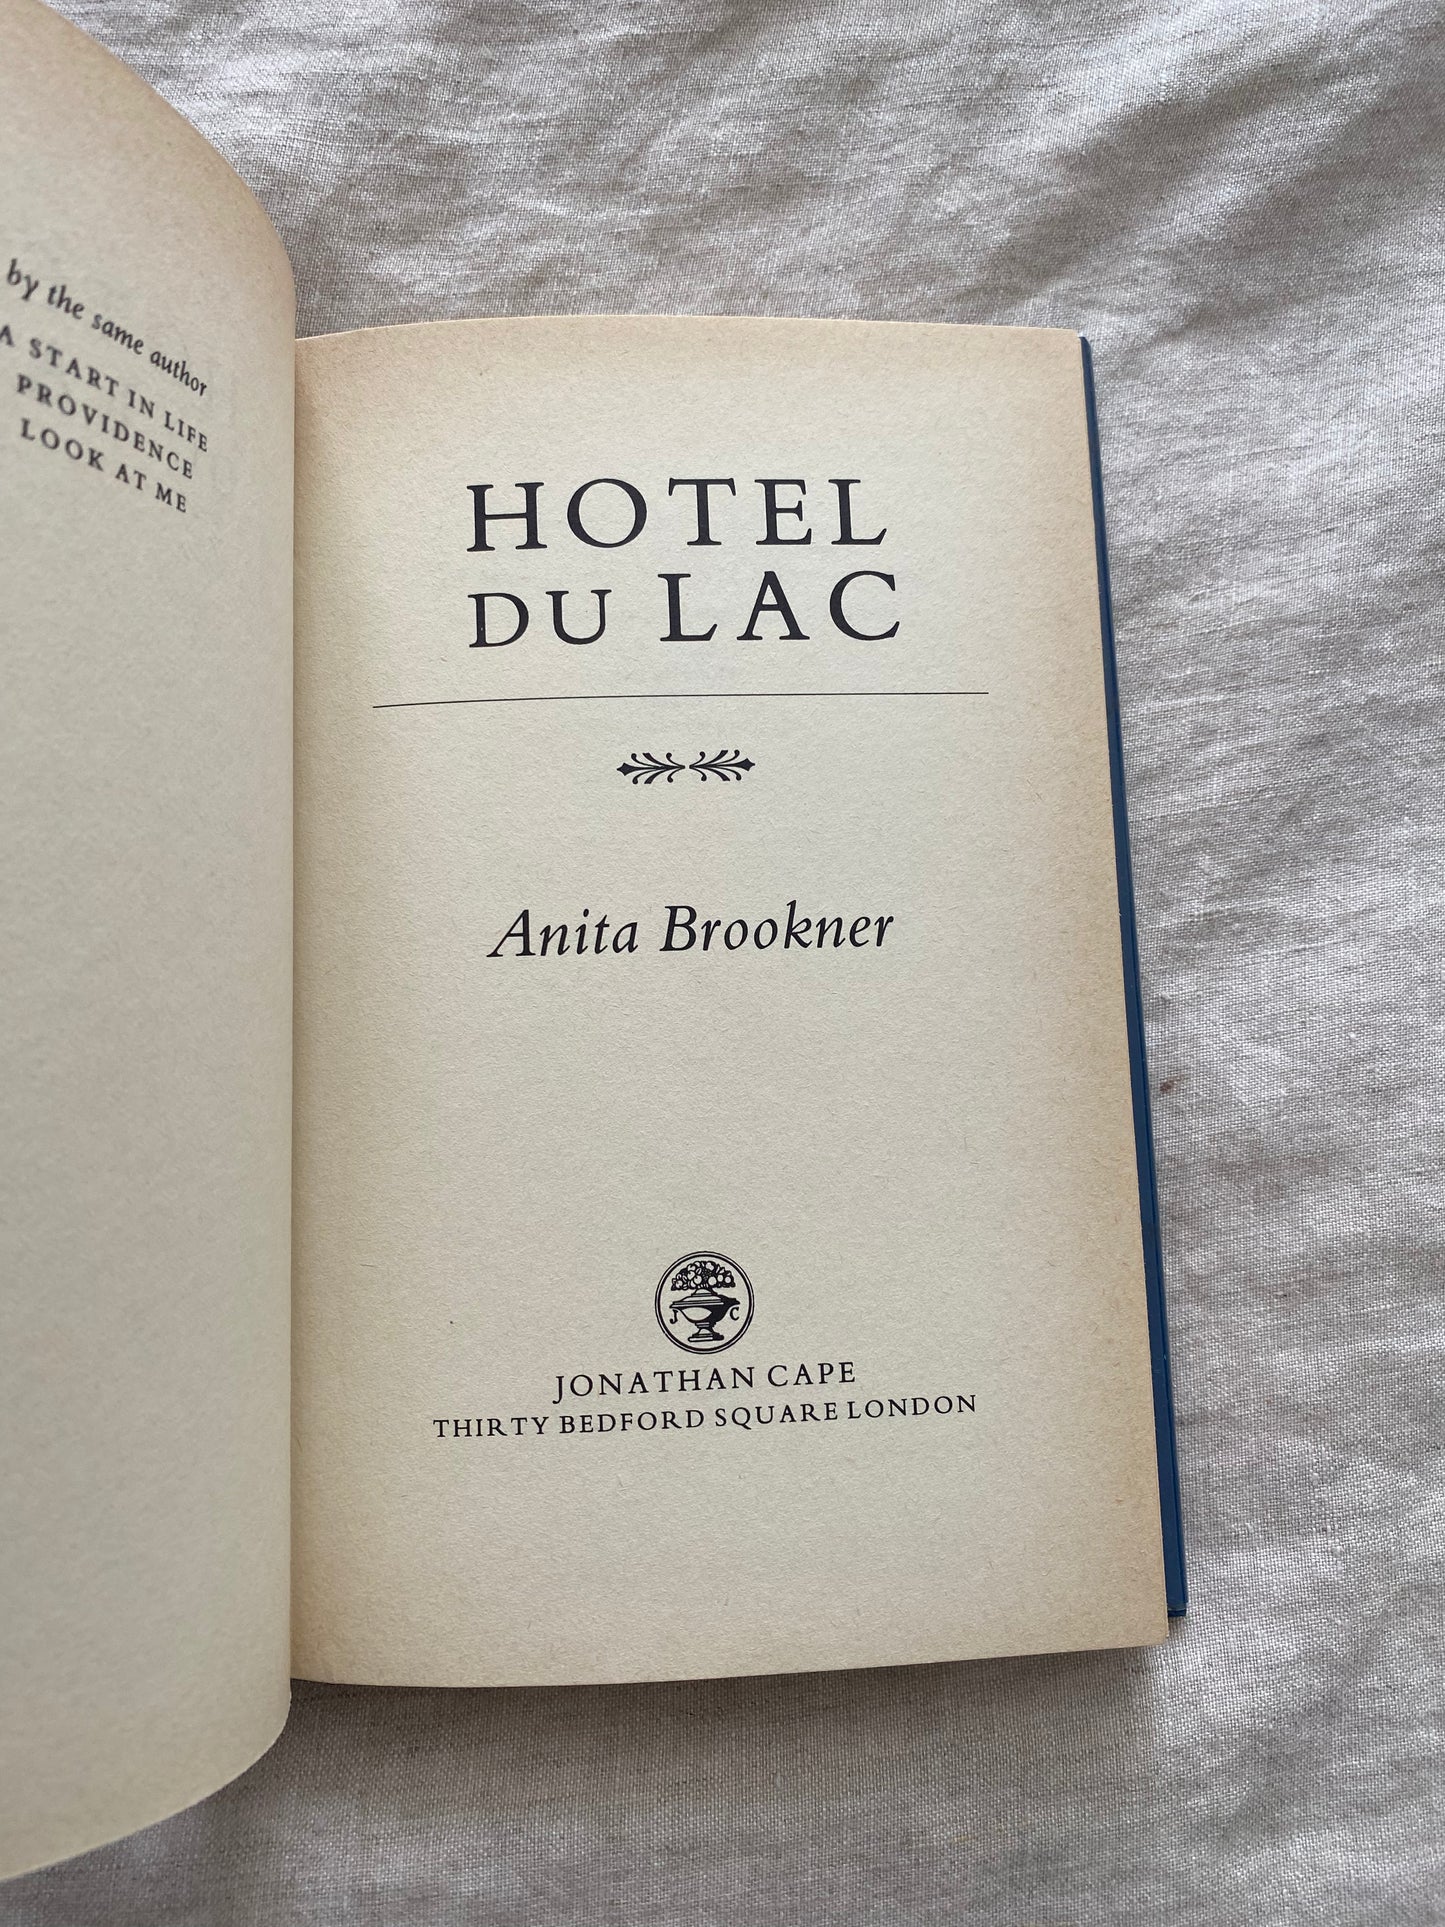 by the same author
A START IN LIFE
PROVIDENCE
LOOK AT ME
HOTEL
DU LAC
Anita Brookner
J C
JONATHAN CAPE
THIRTY BEDFORD SQUARE LONDON